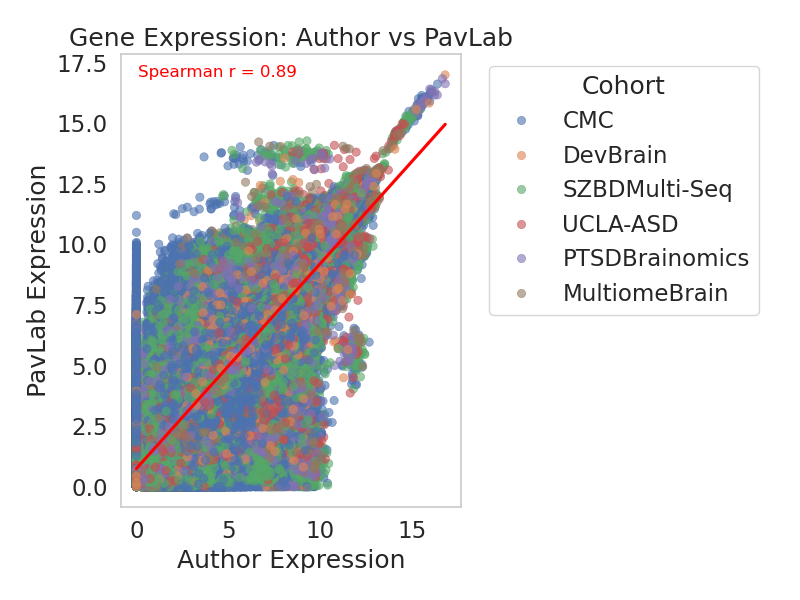 Gene Expression: Author vs PavLab
Spearman r = 0.89
17.5
15.0
12.5
10.0
7.5
5.0
2.5
0.0
PavLab Expression
0
5
10
15
Author Expression
Cohort
CMC
DevBrain
SZBDMulti-Seq
UCLA-ASD
PTSDBrainomics
MultiomeBrain